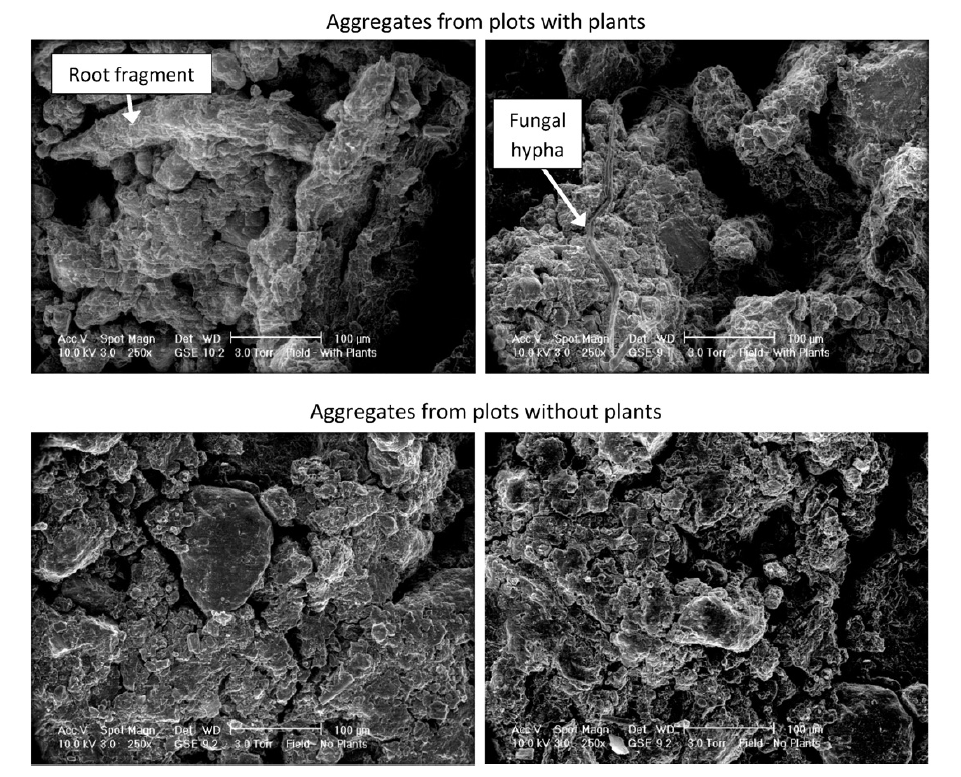 Aggregates from plots with plants
Root fragment
Fungal
hypha
Acc.V Spot Magn Det WD 100 µm
10.0 kV 3.0 250x GSE 10.2 3.0 Torr Field - With Plants
Acc.V Spot Magn Det WD 100 µm
10.0 kV 3.0 250x GSE 9.1 3.0 Torr Field - With Plants
Aggregates from plots without plants
Acc.V Spot Magn Det WD 100 µm
10.0 kV 3.0 250x GSE 9.2 3.0 Torr Field - No Plants
Acc.V Spot Magn Det WD 100 µm
10.0 kV 3.0 250x GSE 9.2 3.0 Torr Field - No Plants